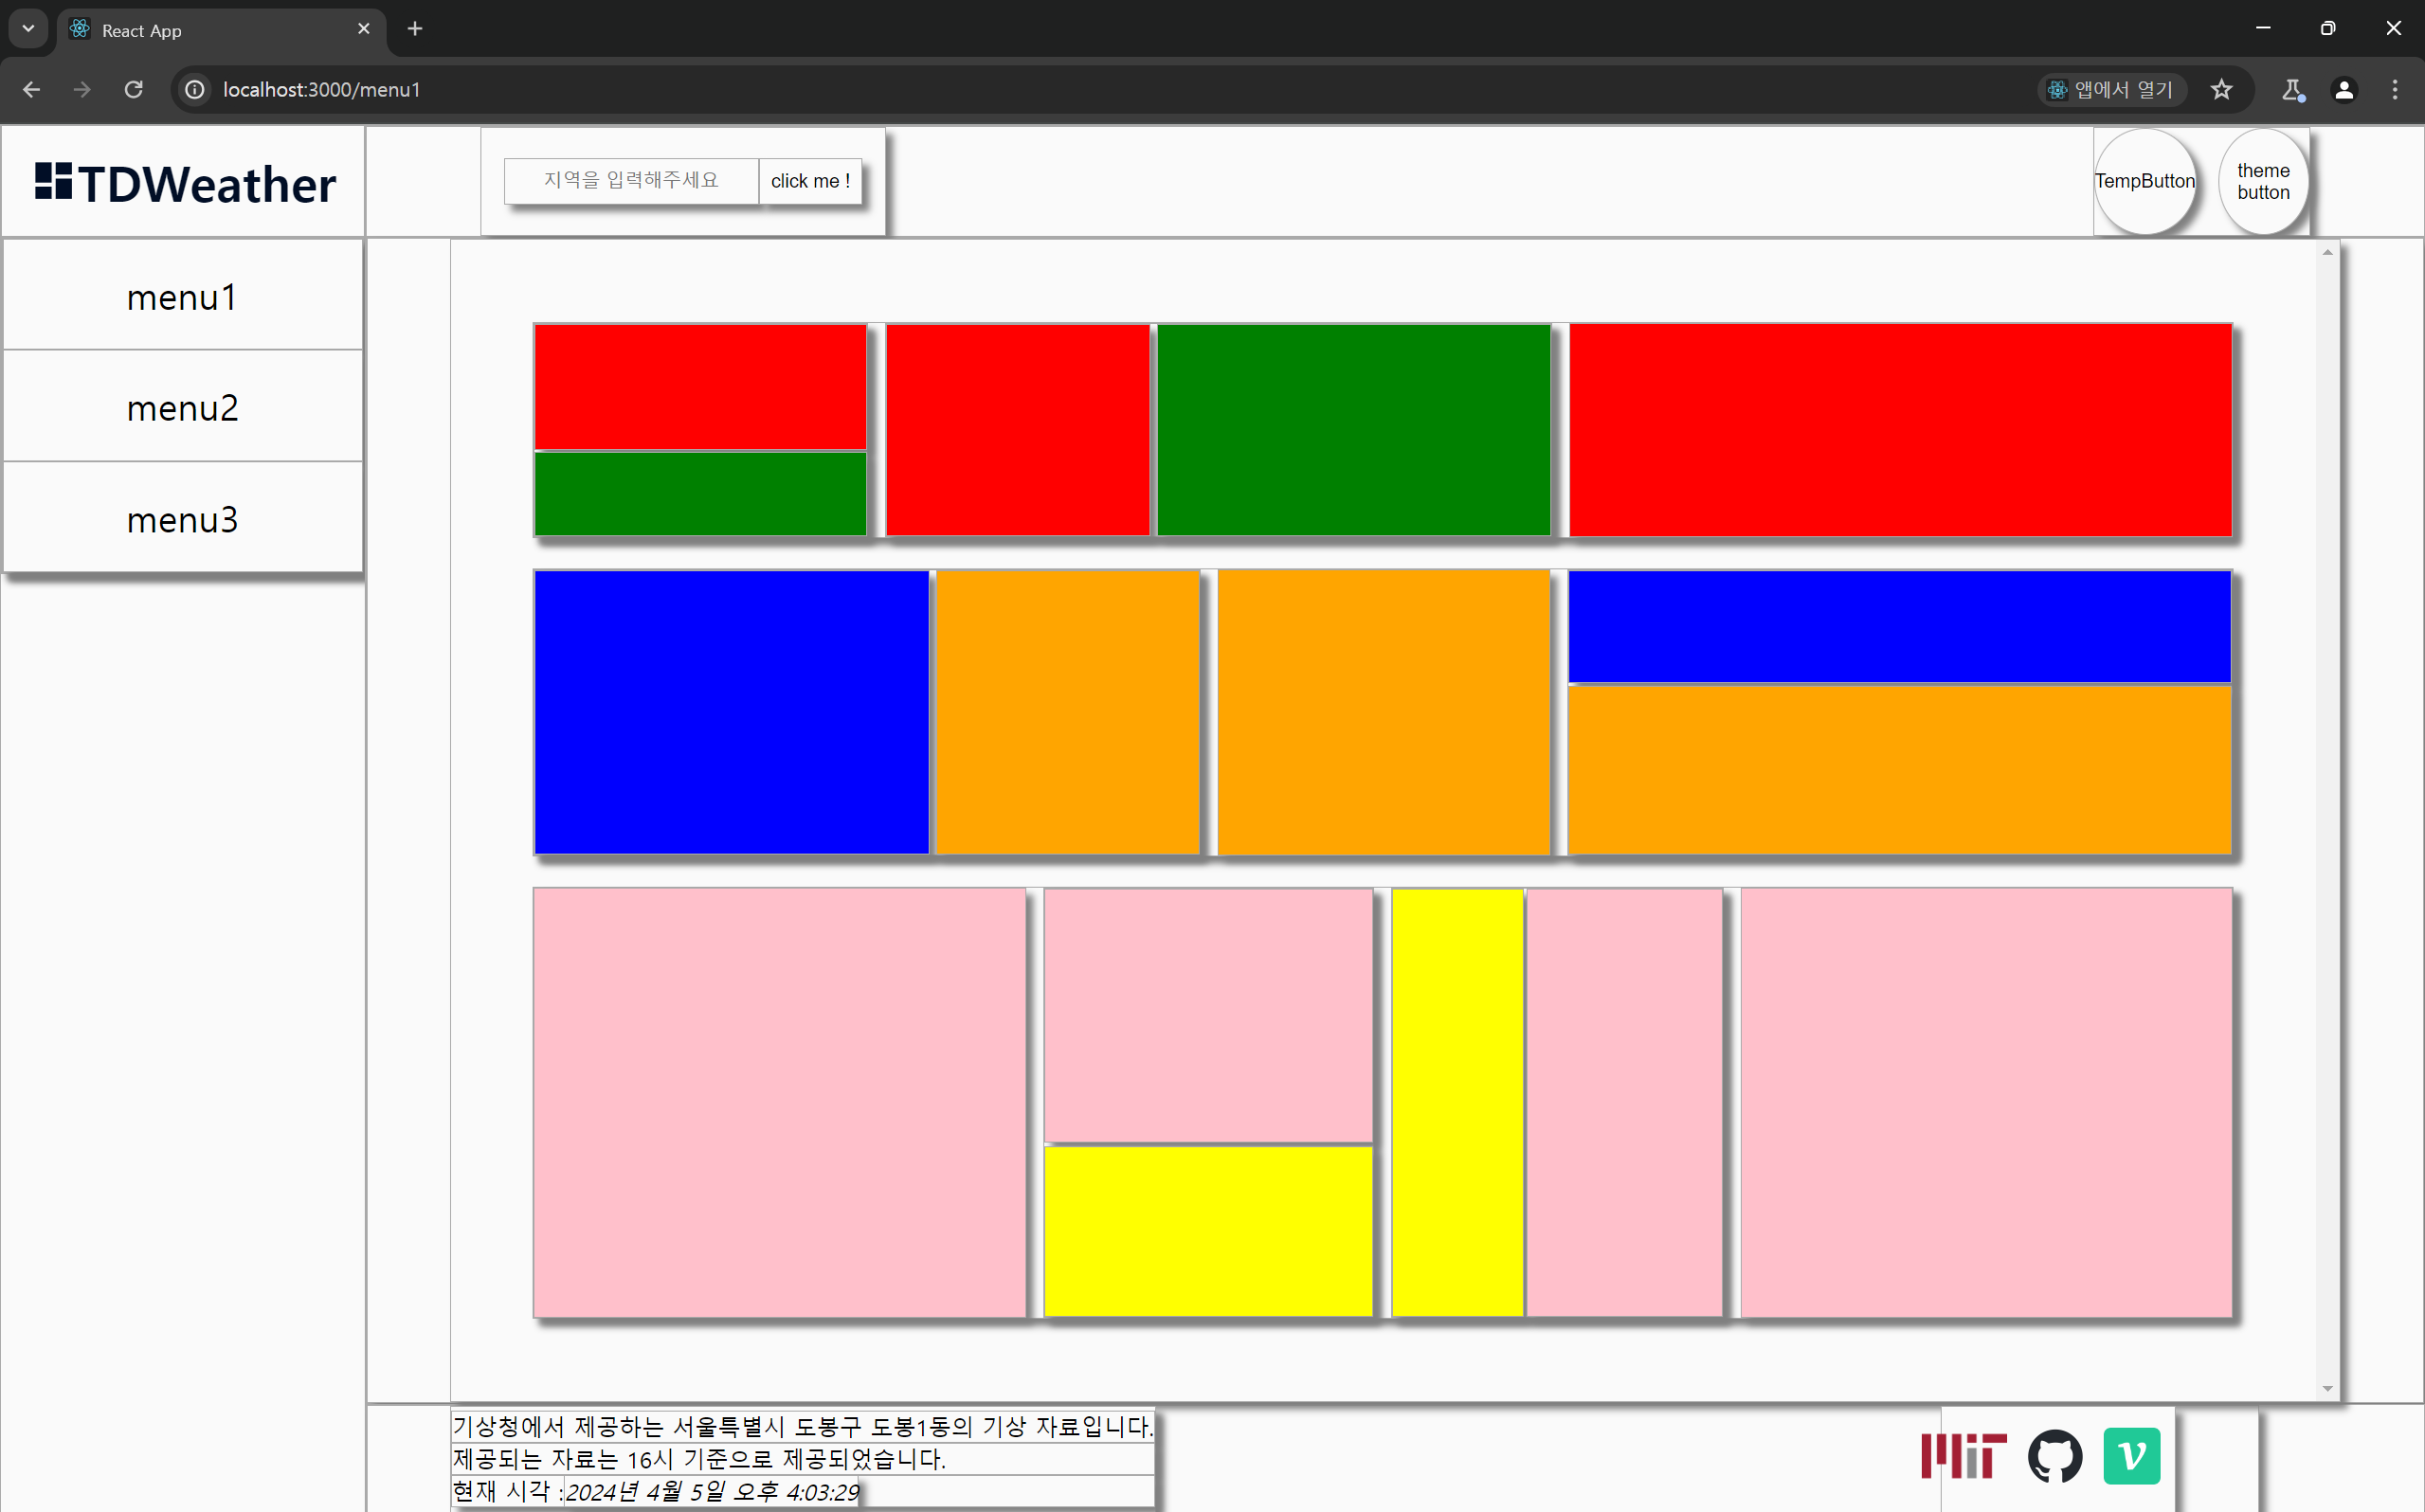 React App
localhost:3000/menu1
앱에서 열기
TDWeather
지역을 입력해주세요
click me !
TempButton
theme
button
menu1
menu2
menu3
기상청에서 제공하는 서울특별시 도봉구 도봉1동의 기상 자료입니다.
제공되는 자료는 16시 기준으로 제공되었습니다.
현재 시각 :2024년 4월 5일 오후 4:03:29
MIT
v